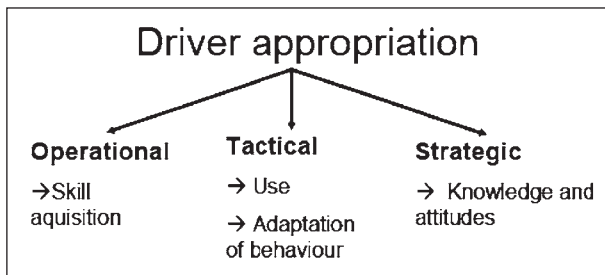 Driver appropriation
Operational
→Skill
aquisition
Tactical
→ Use
→ Adaptation
of behaviour
Strategic
→ Knowledge and
attitudes